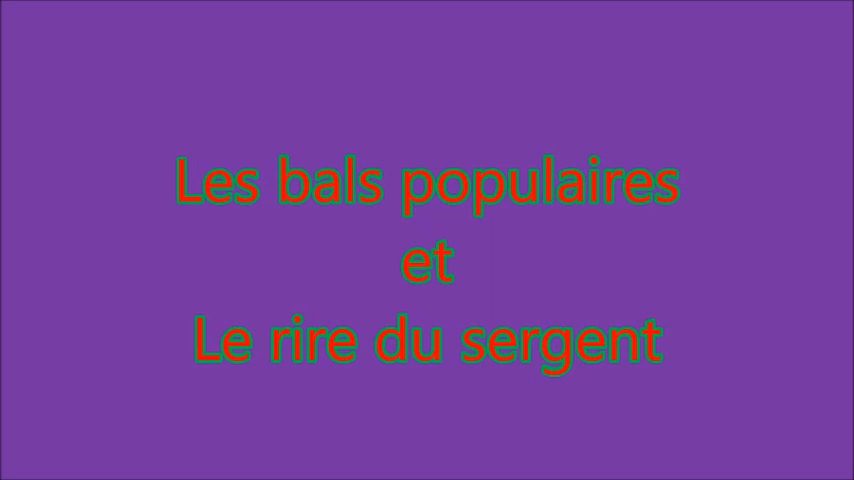 Les bals populaires
et
Le rire du sergent